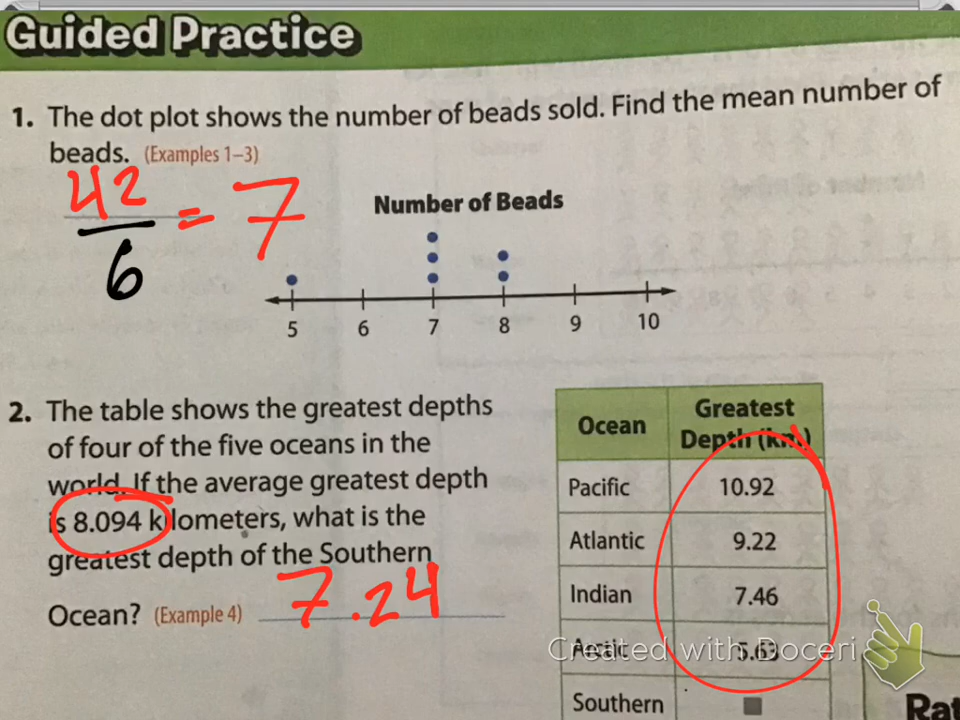 Guided Practice
1. The dot plot shows the number of beads sold. Find the mean number of
beads. (Examples 1–3)
42
6
= 7
Number of Beads
5 6 7 8 9 10
2. The table shows the greatest depths
of four of the five oceans in the
world. If the average greatest depth
is 8.094 kilometers, what is the
greatest depth of the Southern
Ocean? (Example 4) 7.24
Ocean Greatest Depth (km)
Pacific 10.92
Atlantic 9.22
Indian 7.46
Arctic 5.63
Southern
Created with Doceri
Rat